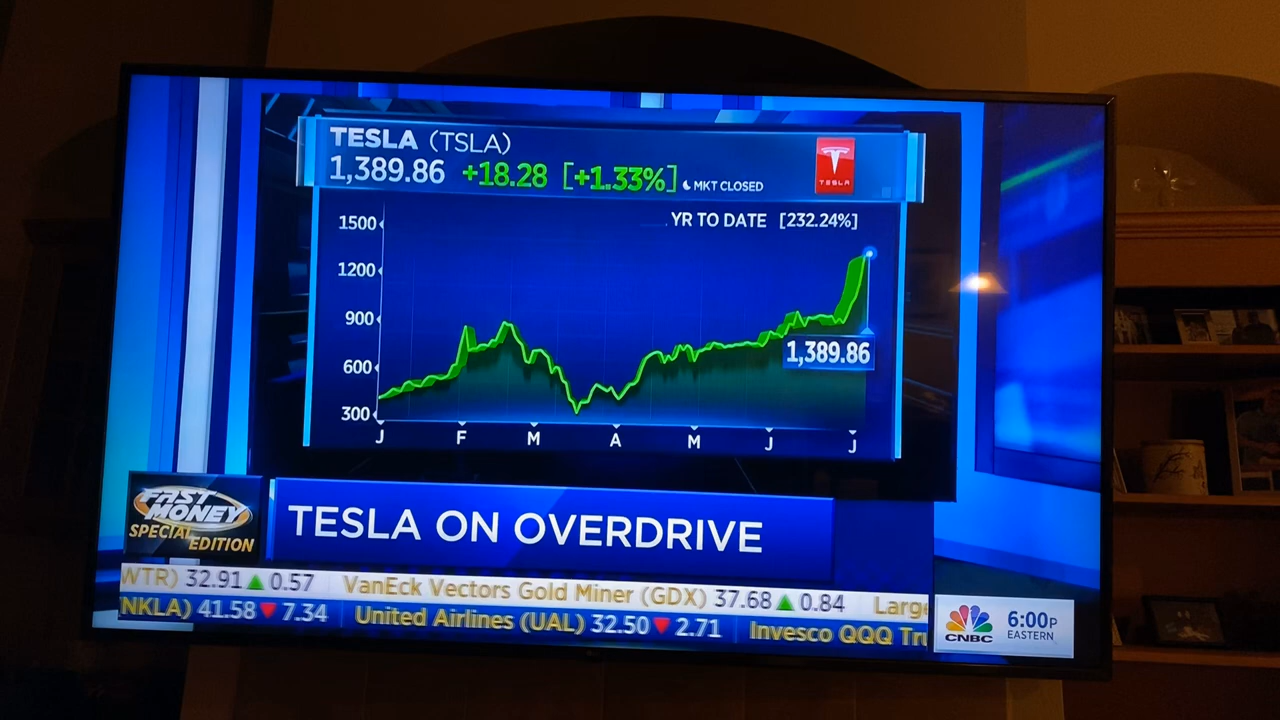 TESLA (TSLA)
1,389.86 +18.28 [+1.33%] MKT CLOSED
TESLA
YR TO DATE [232.24%]
1500
1200
900
600
300
1,389.86
J F M A M J J
FAST MONEY
SPECIAL EDITION
TESLA ON OVERDRIVE
WTR) 32.91 ▲ 0.57 VanEck Vectors Gold Miner (GDX) 37.68 ▲ 0.84 Large
NKLA) 41.58 ▼ 7.34 United Airlines (UAL) 32.50 ▼ 2.71 Invesco QQQ Tru
CNBC
6:00P
EASTERN